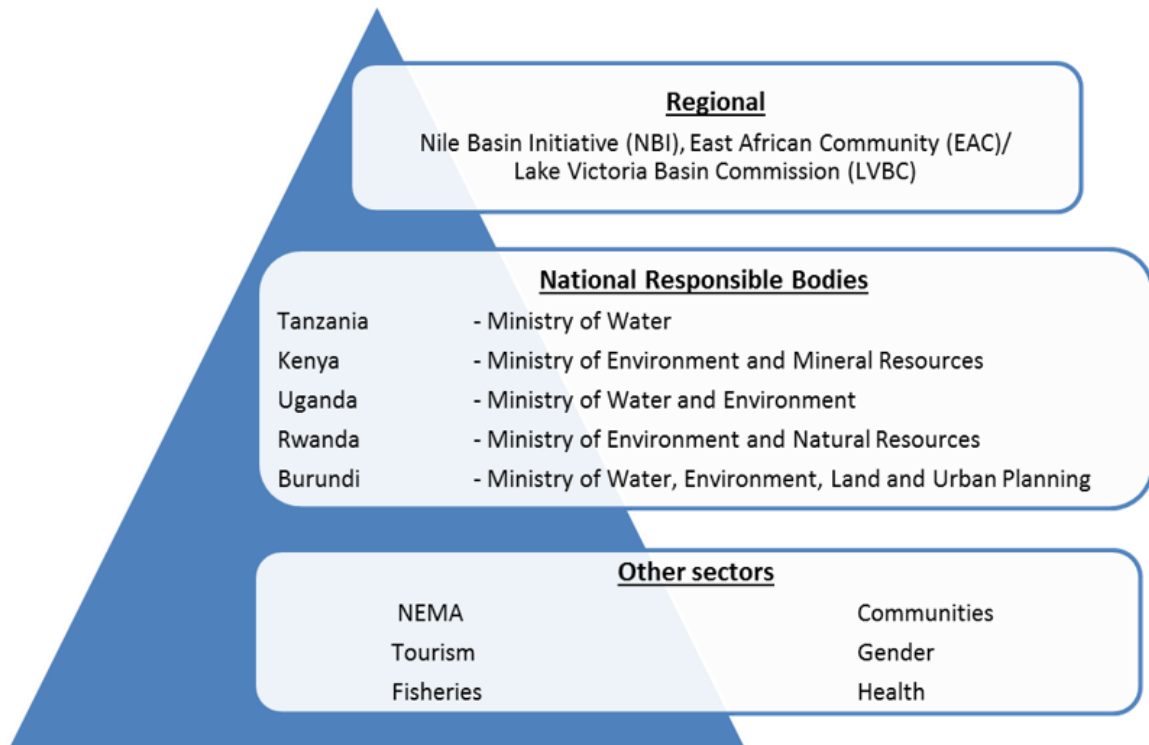 Regional
Nile Basin Initiative (NBI), East African Community (EAC)/
Lake Victoria Basin Commission (LVBC)
National Responsible Bodies
Tanzania - Ministry of Water
Kenya - Ministry of Environment and Mineral Resources
Uganda - Ministry of Water and Environment
Rwanda - Ministry of Environment and Natural Resources
Burundi - Ministry of Water, Environment, Land and Urban Planning
Other sectors
NEMA Communities
Tourism Gender
Fisheries Health